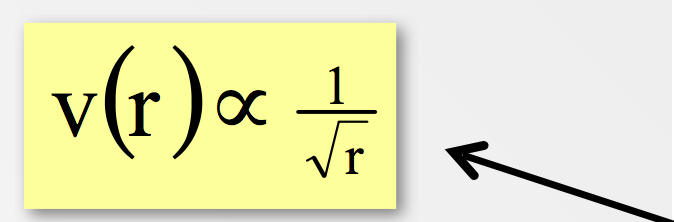 v(r) ∝ 1/√r